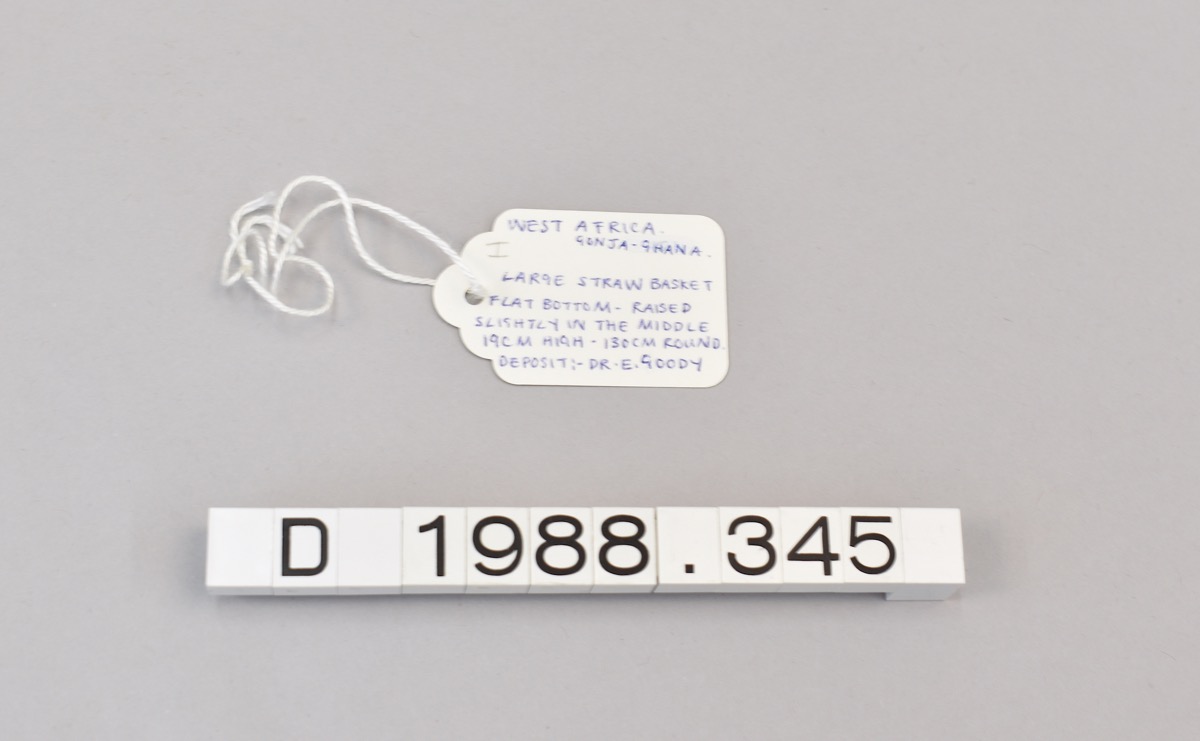 WEST AFRICA.
I
GONJA-GHANA.
LARGE STRAW BASKET
FLAT BOTTOM - RAISED
SLIGHTLY IN THE MIDDLE
19CM HIGH - 130CM ROUND.
DEPOSIT:- DR. E. GOODY
D 1988.345